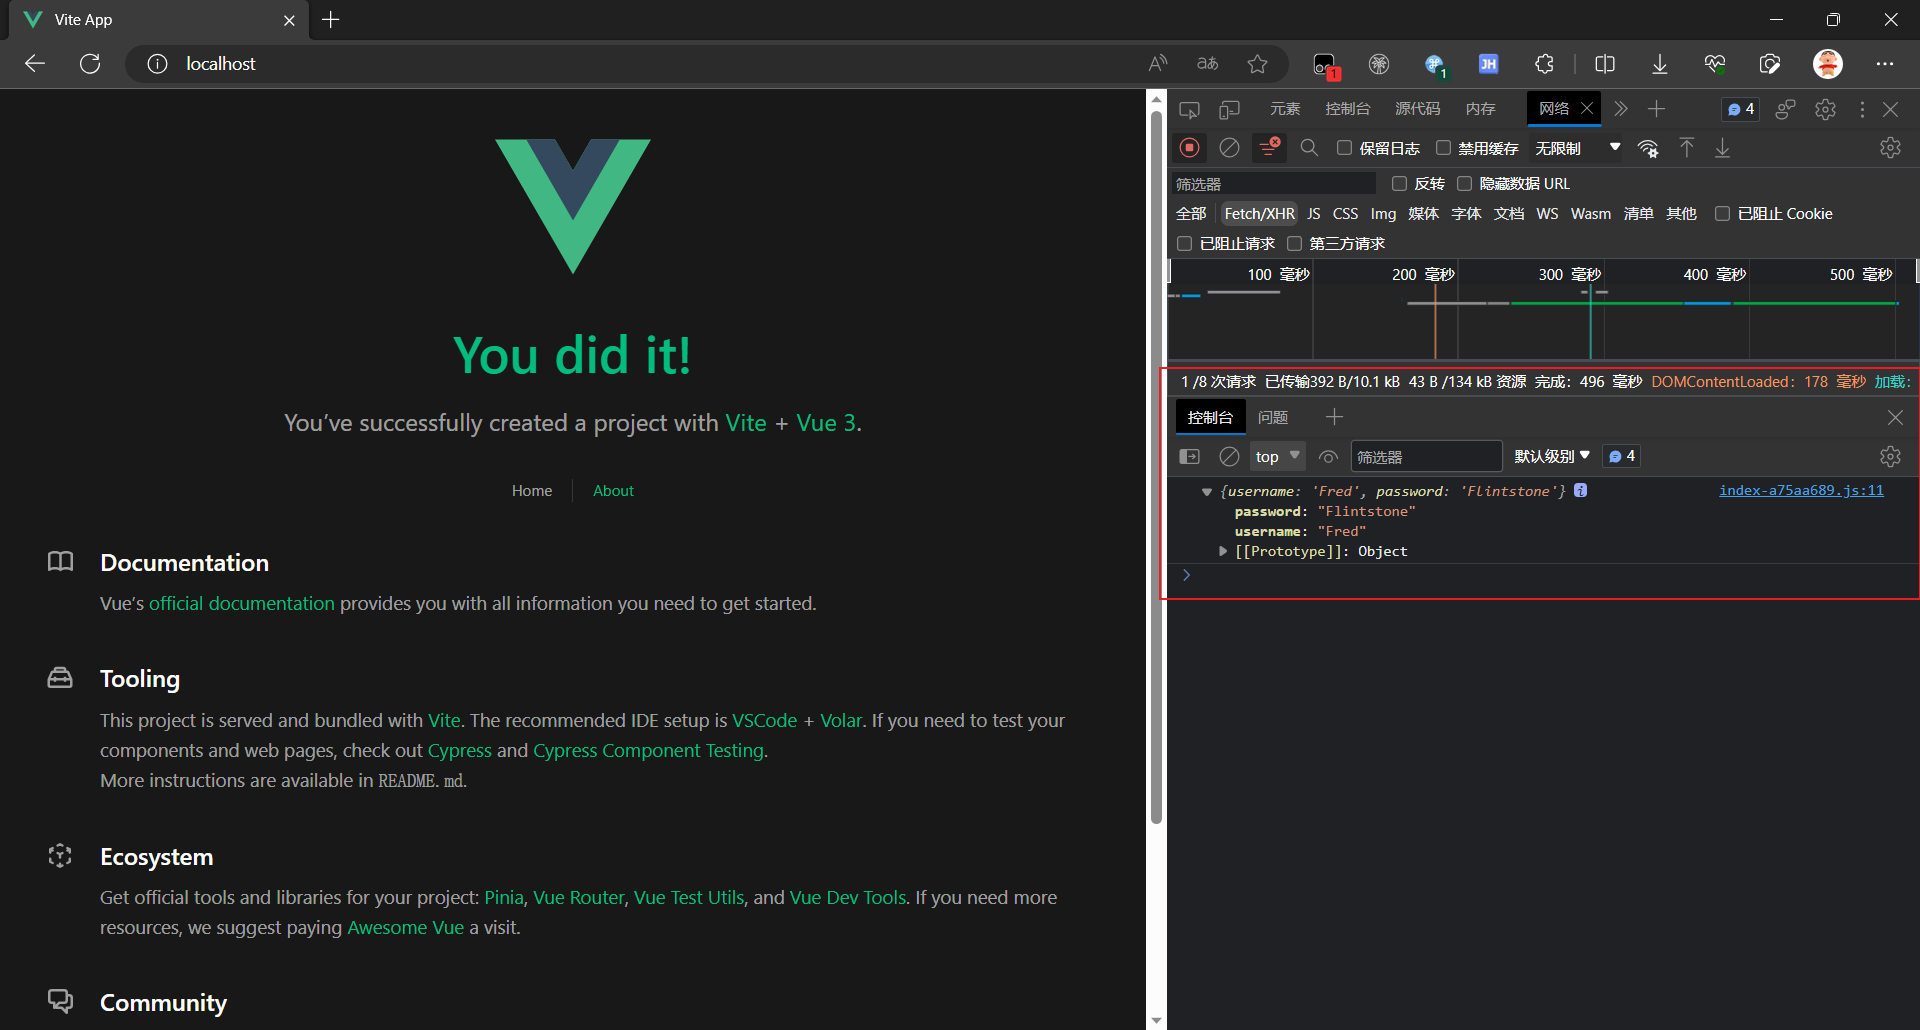 Vite App
localhost
1
1
JH
You did it!
You’ve successfully created a project with Vite + Vue 3.
Home
About
Documentation
Vue’s official documentation provides you with all information you need to get started.
Tooling
This project is served and bundled with Vite. The recommended IDE setup is VSCode + Volar. If you need to test your
components and web pages, check out Cypress and Cypress Component Testing.
More instructions are available in README.md.
Ecosystem
Get official tools and libraries for your project: Pinia, Vue Router, Vue Test Utils, and Vue Dev Tools. If you need more
resources, we suggest paying Awesome Vue a visit.
Community
元素 控制台 源代码 内存 网络 4
保留日志 禁用缓存 无限制
筛选器 反转 隐藏数据 URL
全部 Fetch/XHR JS CSS Img 媒体 字体 文档 WS Wasm 清单 其他 已阻止 Cookie
已阻止请求 第三方请求
100 毫秒 200 毫秒 300 毫秒 400 毫秒 500 毫秒
1 /8 次请求 已传输392 B/10.1 kB 43 B /134 kB 资源 完成：496 毫秒 DOMContentLoaded：178 毫秒 加载：
控制台 问题
top 筛选器 默认级别 4
{username: 'Fred', password: 'Flintstone'} i index-a75aa689.js:11
password: "Flintstone"
username: "Fred"
[[Prototype]]: Object